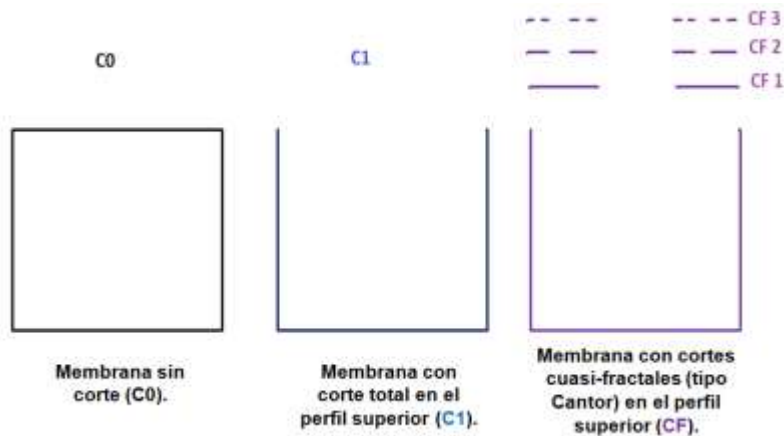 C0
C1
CF 3
CF 2
CF 1
Membrana sin
corte (C0).
Membrana con
corte total en el
perfil superior (C1).
Membrana con cortes
cuasi-fractales (tipo
Cantor) en el perfil
superior (CF).